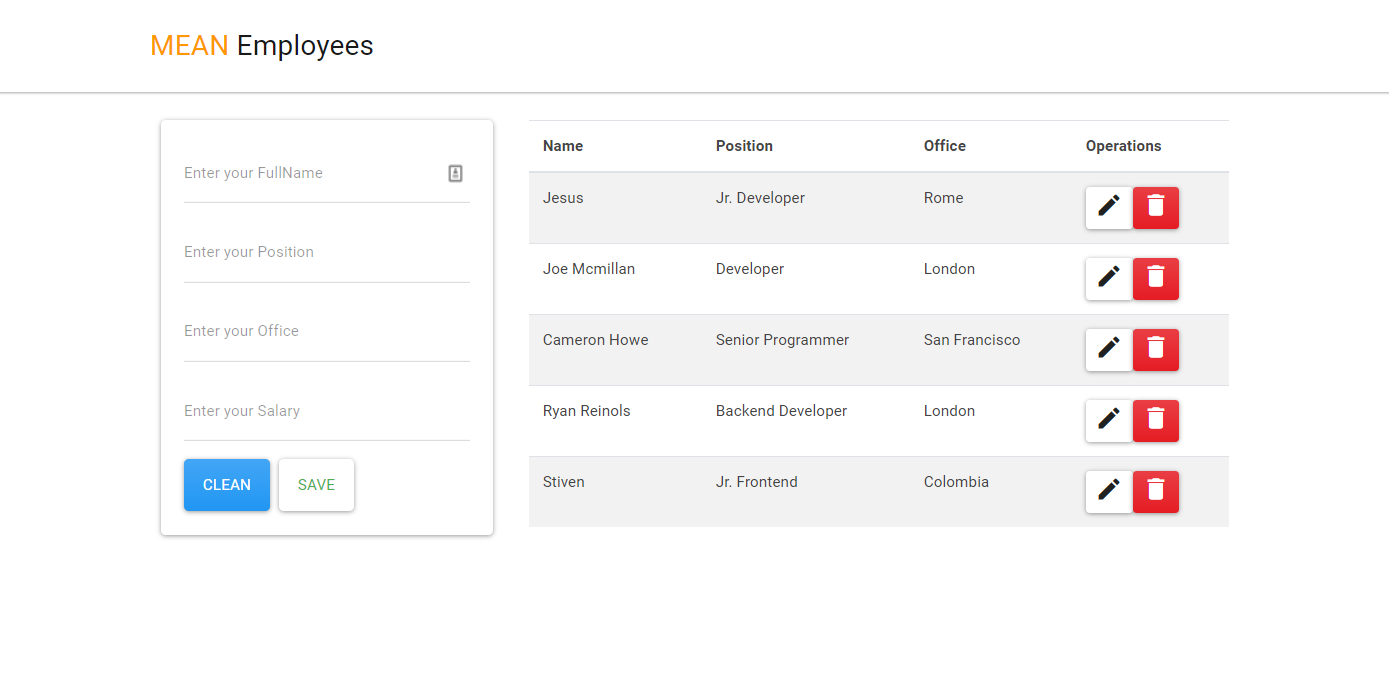 MEAN Employees
Enter your FullName
Enter your Position
Enter your Office
Enter your Salary
CLEAN SAVE
Name Position Office Operations
Jesus Jr. Developer Rome
Joe Mcmillan Developer London
Cameron Howe Senior Programmer San Francisco
Ryan Reinols Backend Developer London
Stiven Jr. Frontend Colombia